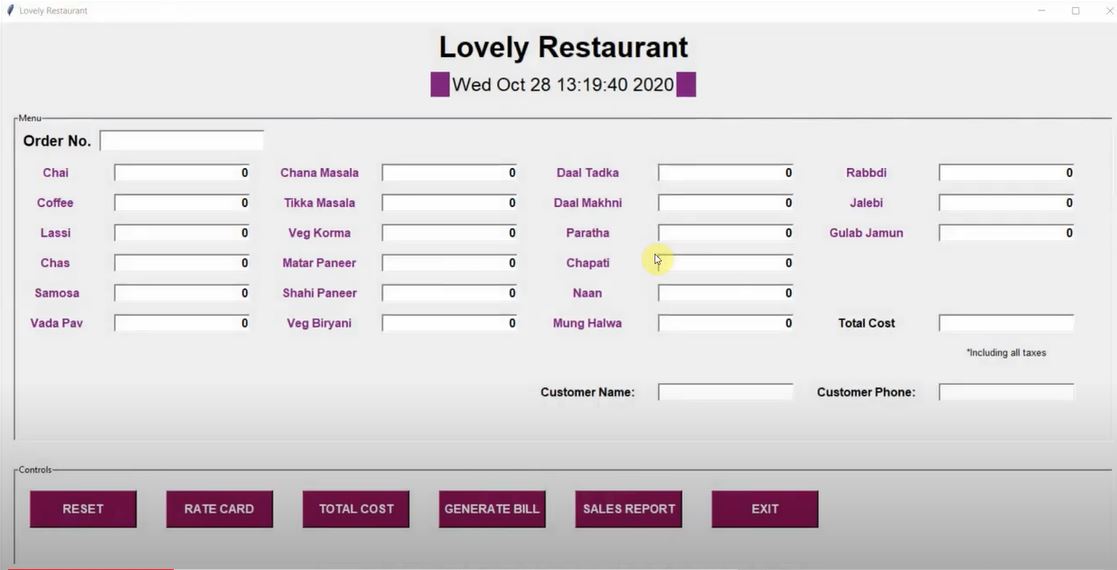 Lovely Restaurant
Lovely Restaurant
Wed Oct 28 13:19:40 2020
Menu
Order No.
Chai 0 Chana Masala 0 Daal Tadka 0 Rabbdi 0
Coffee 0 Tikka Masala 0 Daal Makhni 0 Jalebi 0
Lassi 0 Veg Korma 0 Paratha 0 Gulab Jamun 0
Chas 0 Matar Paneer 0 Chapati 0
Samosa 0 Shahi Paneer 0 Naan 0
Vada Pav 0 Veg Biryani 0 Mung Halwa 0 Total Cost
*Including all taxes
Customer Name: Customer Phone:
Controls
RESET RATE CARD TOTAL COST GENERATE BILL SALES REPORT EXIT